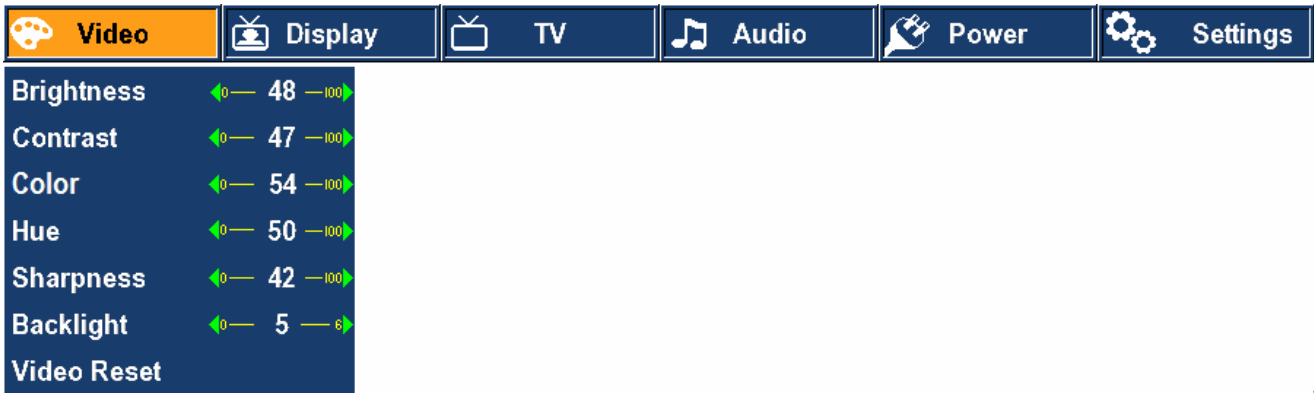 Video Display TV Audio Power Settings
Brightness 0 48 100
Contrast 0 47 100
Color 0 54 100
Hue 0 50 100
Sharpness 0 42 100
Backlight 0 5 6
Video Reset